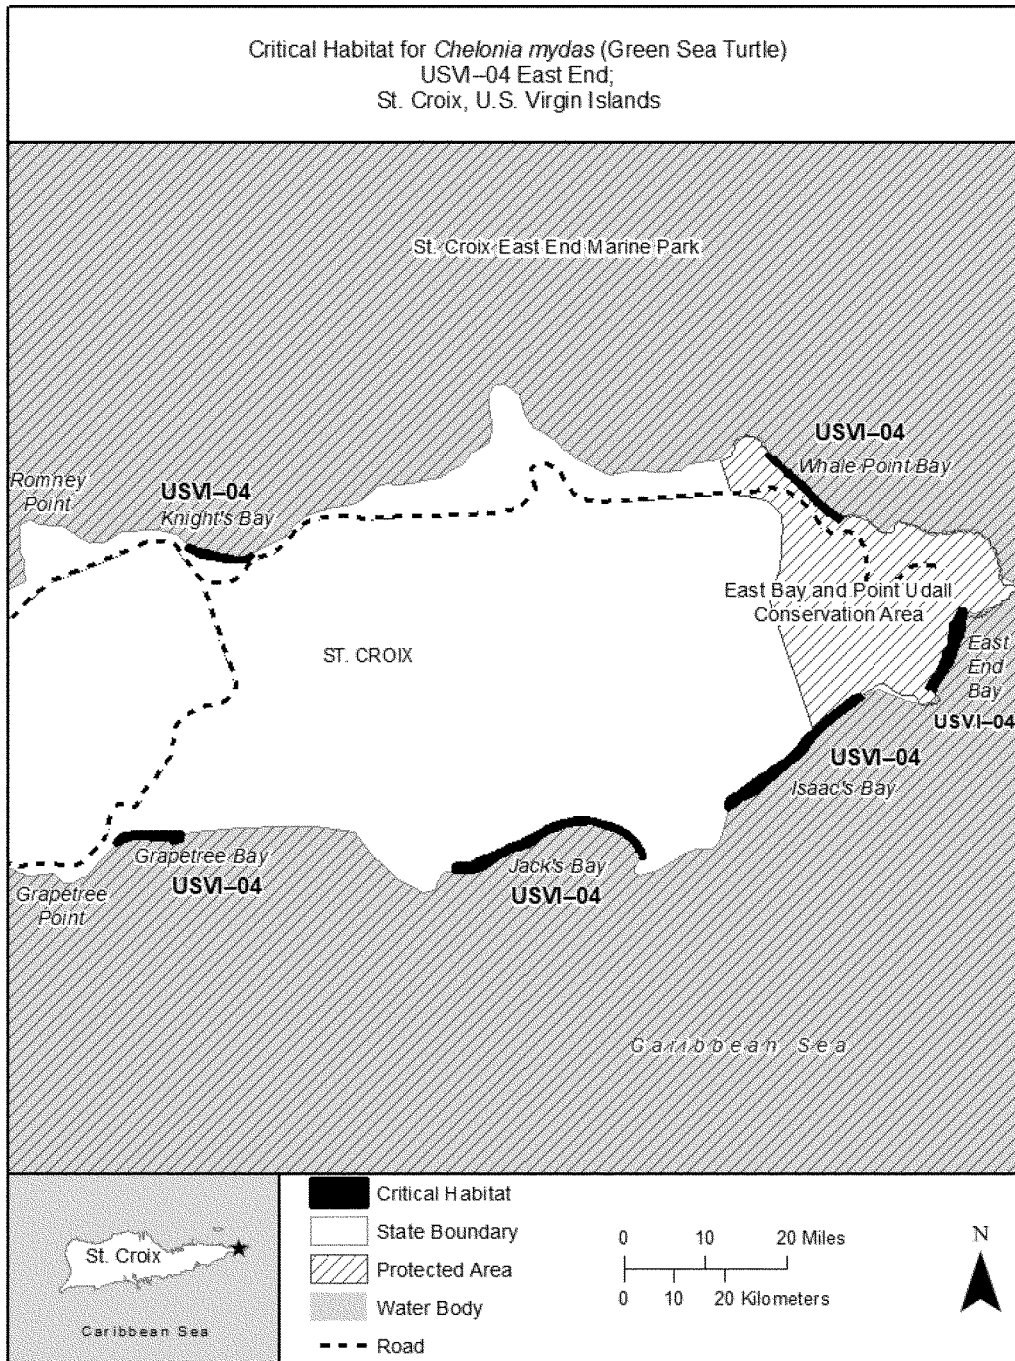 Critical Habitat for Chelonia mydas (Green Sea Turtle)
USVI–04 East End;
St. Croix, U.S. Virgin Islands
St. Croix East End Marine Park
USVI–04
Whale Point Bay
Romney
Point
USVI–04
Knight's Bay
East Bay and Point Udall
Conservation Area
ST. CROIX
East
End
Bay
USVI–04
USVI–04
Isaac's Bay
Grapetree Bay
USVI–04
Jack's Bay
USVI–04
Grapetree
Point
Caribbean Sea
St. Croix
Caribbean Sea
Critical Habitat
State Boundary
Protected Area
Water Body
Road
0 10 20 Miles
0 10 20 Kilometers
N